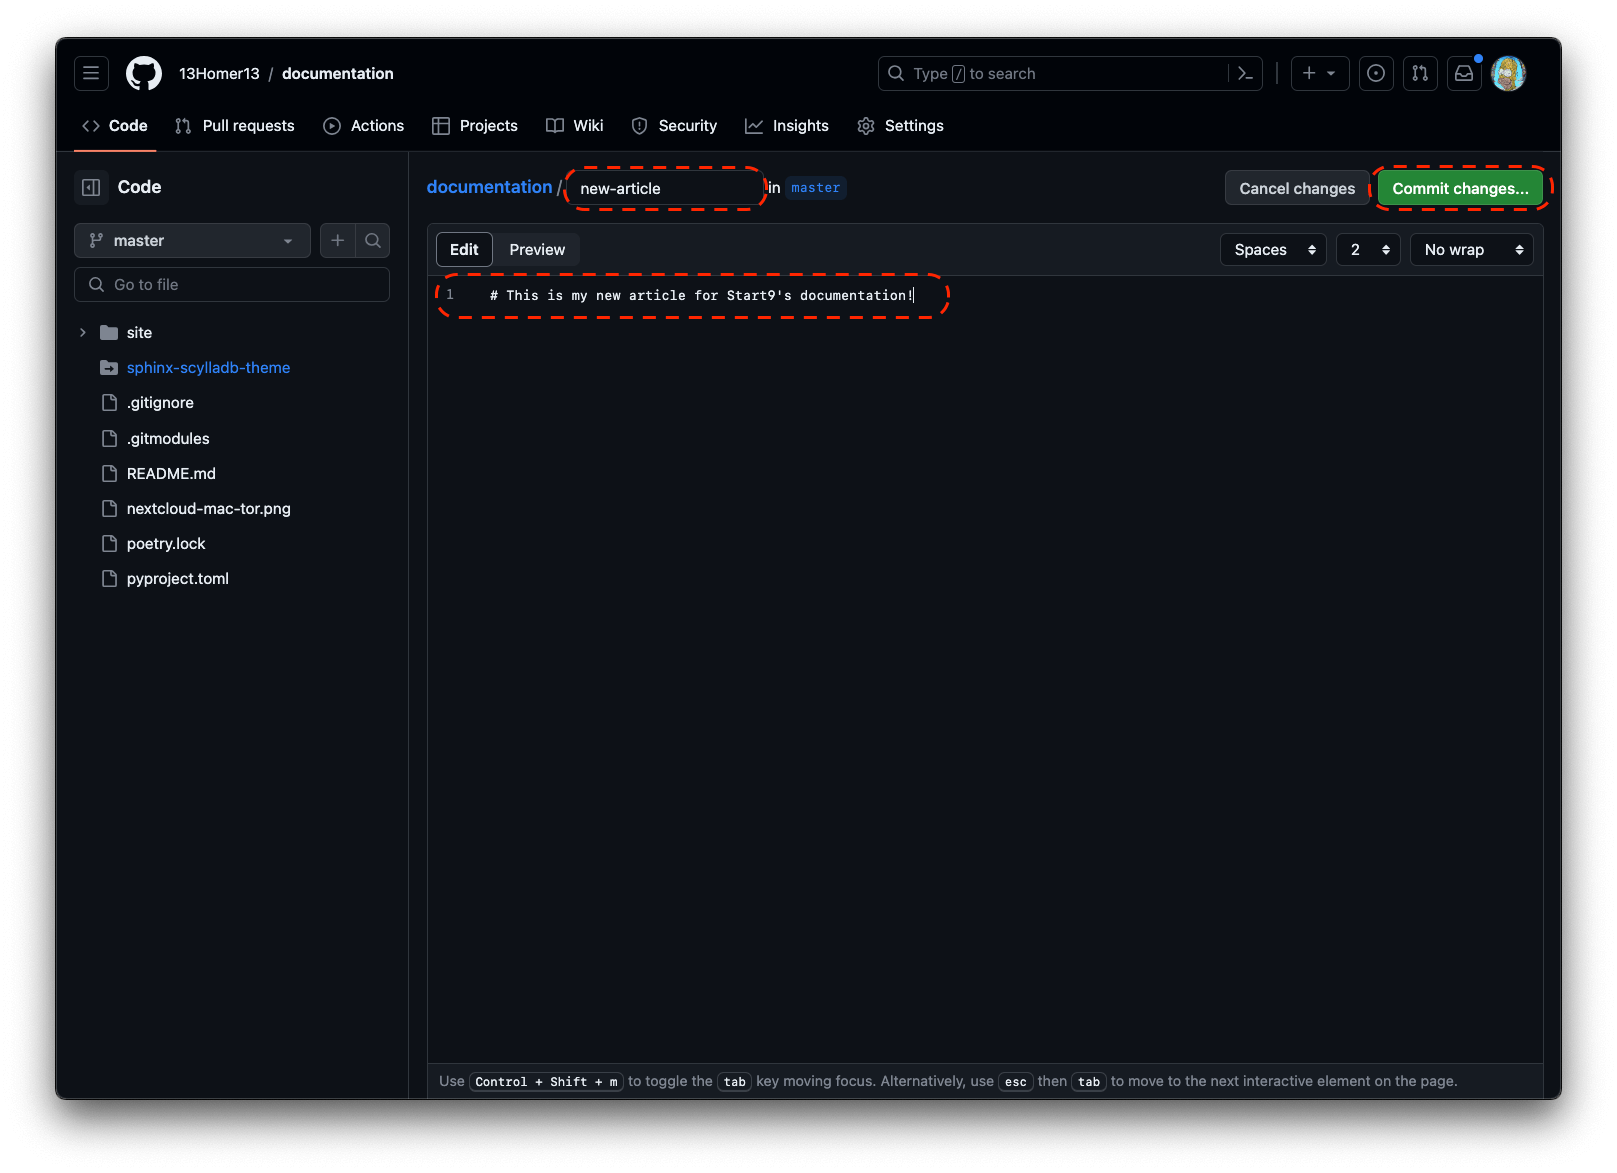 13Homer13 / documentation
Type / to search
Code Pull requests Actions Projects Wiki Security Insights Settings
Code
documentation / new-article in master
Cancel changes Commit changes...
master
Edit Preview
Spaces 2 No wrap
Go to file
1 # This is my new article for Start9's documentation!
site
sphinx-scylladb-theme
.gitignore
.gitmodules
README.md
nextcloud-mac-tor.png
poetry.lock
pyproject.toml
Use Control + Shift + m to toggle the tab key moving focus. Alternatively, use esc then tab to move to the next interactive element on the page.